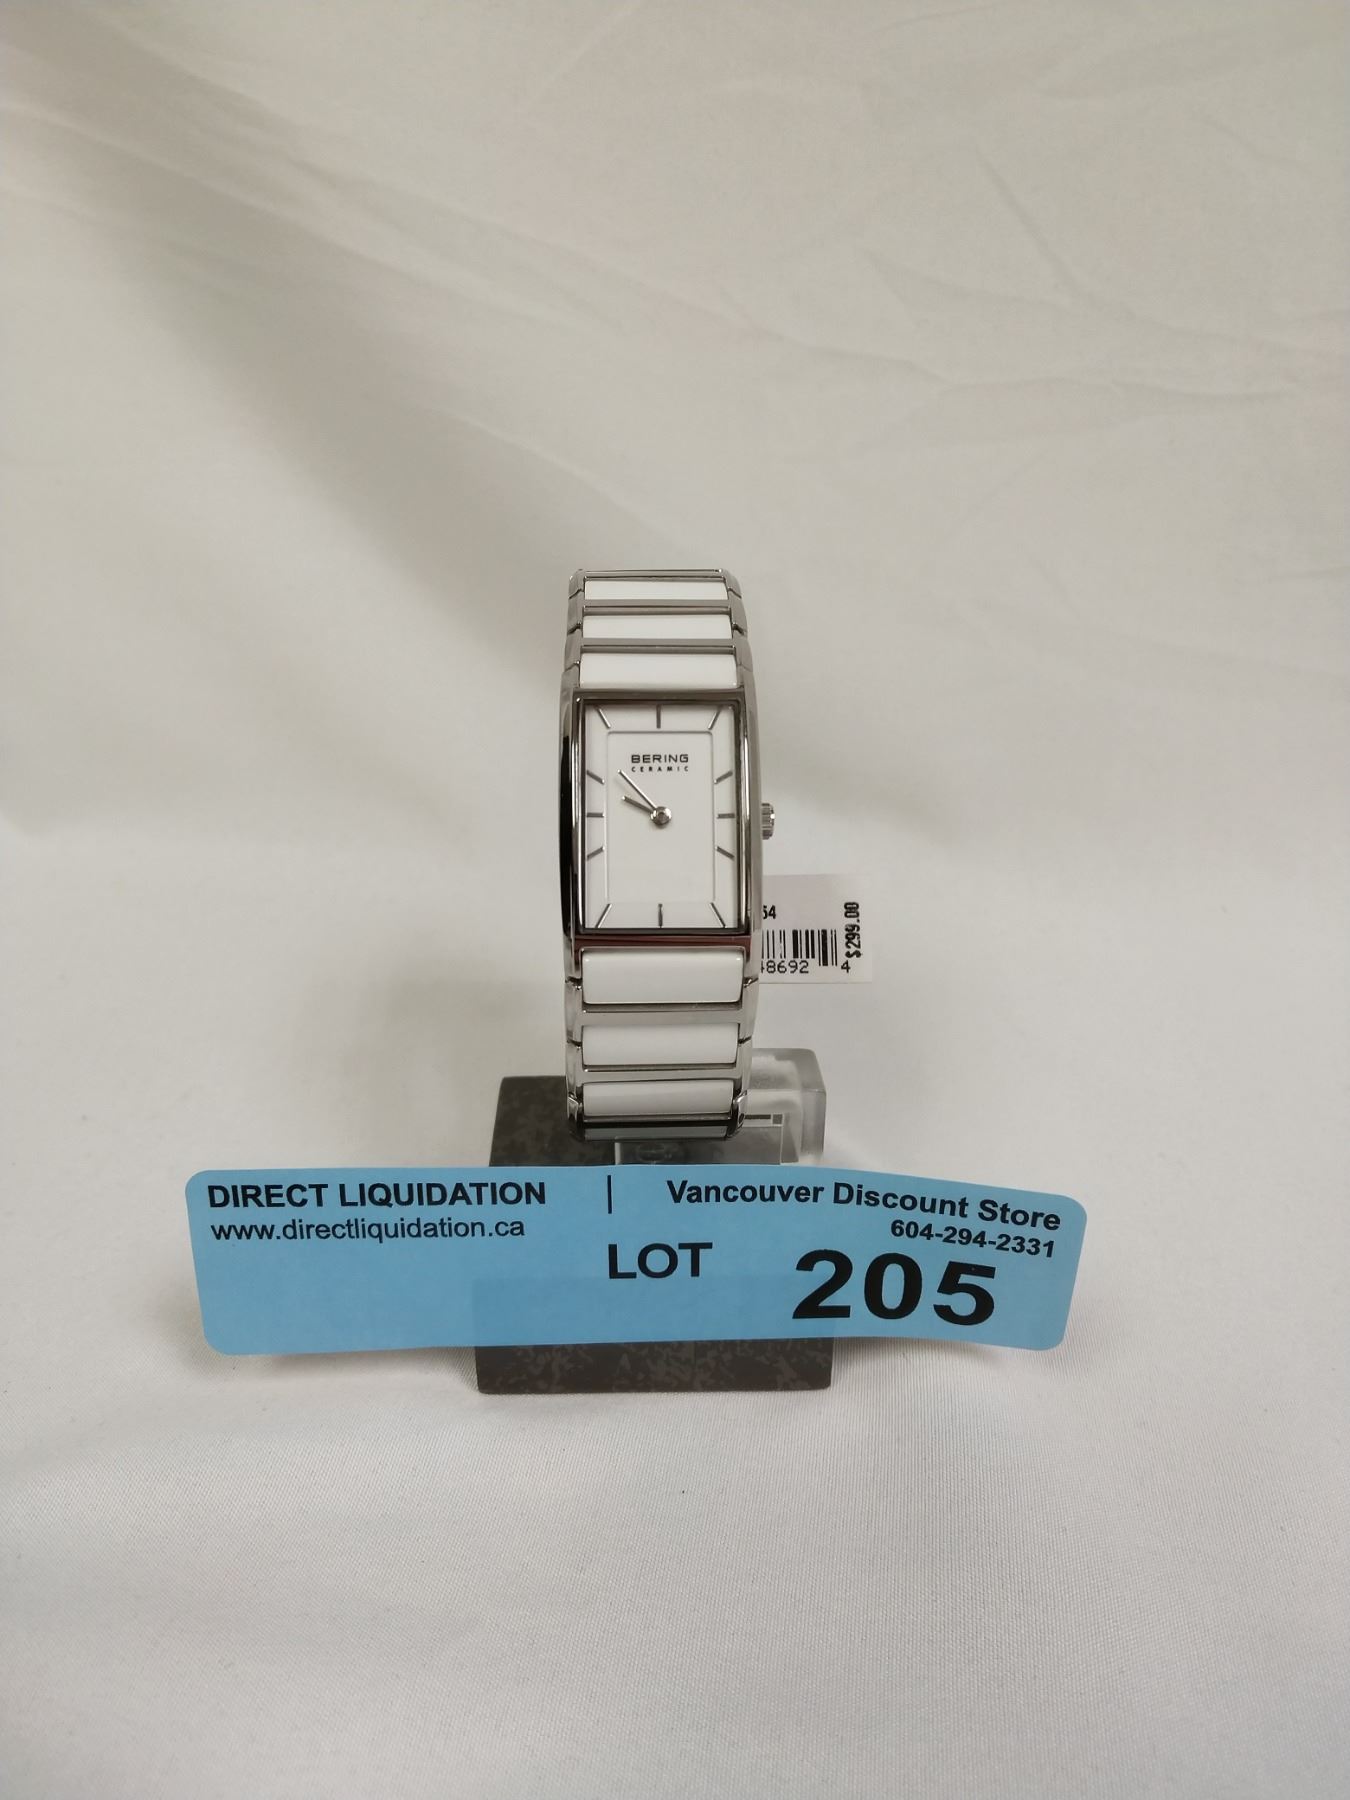 BERING
CERAMIC
54
48692 4
$299.00
DIRECT LIQUIDATION | Vancouver Discount Store
www.directliquidation.ca 604-294-2331
LOT 205